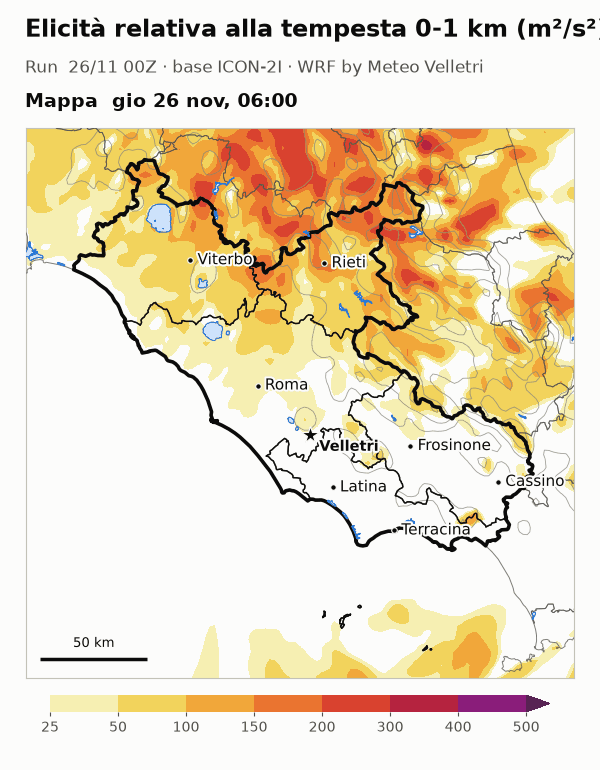 Elicità relativa alla tempesta 0-1 km (m²/s²)
Run 26/11 00Z · base ICON-2I · WRF by Meteo Velletri
Mappa gio 26 nov, 06:00
Viterbo
Rieti
Roma
Velletri
Frosinone
Latina
Cassino
Terracina
50 km
25 50 100 150 200 300 400 500